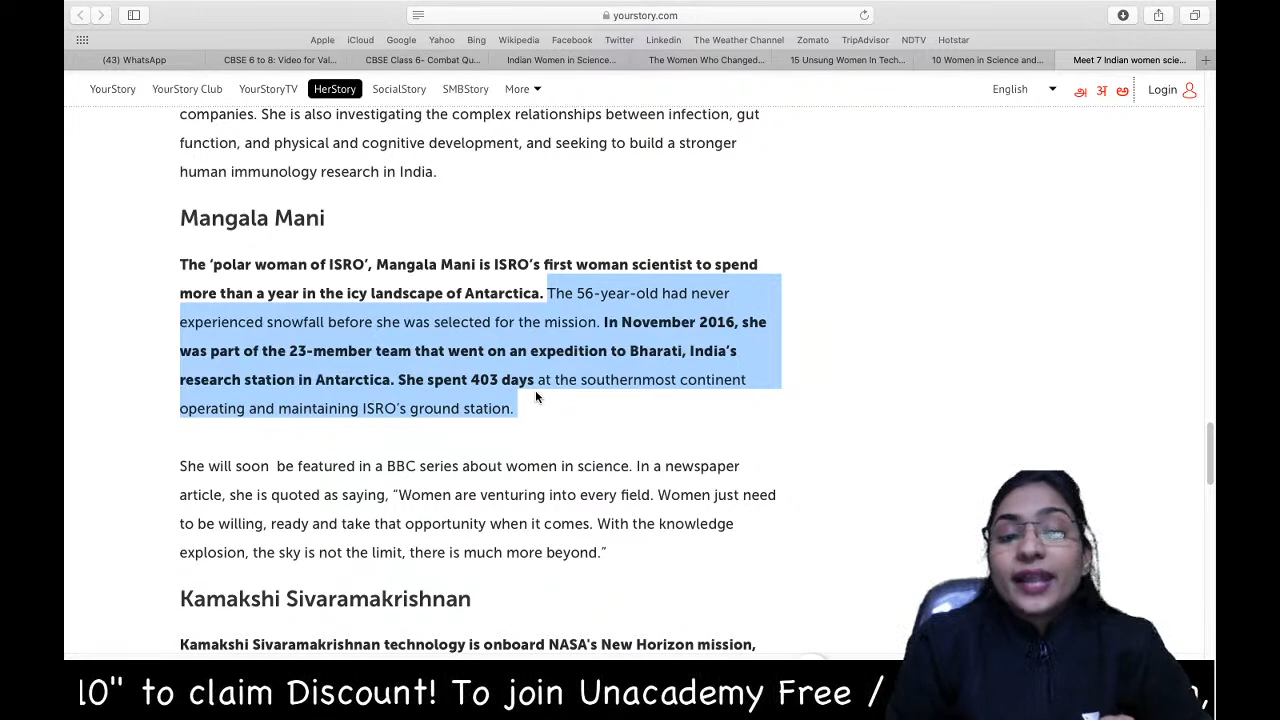 yourstory.com
Apple iCloud Google Yahoo Bing Wikipedia Facebook Twitter Linkedin The Weather Channel Zomato TripAdvisor NDTV Hotstar
(43) WhatsApp CBSE 6 to 8: Video for Val... CBSE Class 6- Combat Qu... Indian Women in Science... The Women Who Changed... 15 Unsung Women In Tech... 10 Women in Science and... Meet 7 Indian women scie...
YourStory YourStory Club YourStoryTV HerStory SocialStory SMBStory More English அ अ Login
companies. She is also investigating the complex relationships between infection, gut
function, and physical and cognitive development, and seeking to build a stronger
human immunology research in India.
Mangala Mani
The ‘polar woman of ISRO’, Mangala Mani is ISRO’s first woman scientist to spend
more than a year in the icy landscape of Antarctica. The 56-year-old had never
experienced snowfall before she was selected for the mission. In November 2016, she
was part of the 23-member team that went on an expedition to Bharati, India’s
research station in Antarctica. She spent 403 days at the southernmost continent
operating and maintaining ISRO’s ground station.
She will soon be featured in a BBC series about women in science. In a newspaper
article, she is quoted as saying, “Women are venturing into every field. Women just need
to be willing, ready and take that opportunity when it comes. With the knowledge
explosion, the sky is not the limit, there is much more beyond.”
Kamakshi Sivaramakrishnan
Kamakshi Sivaramakrishnan technology is onboard NASA's New Horizon mission,
10" to claim Discount! To join Unacademy Free /